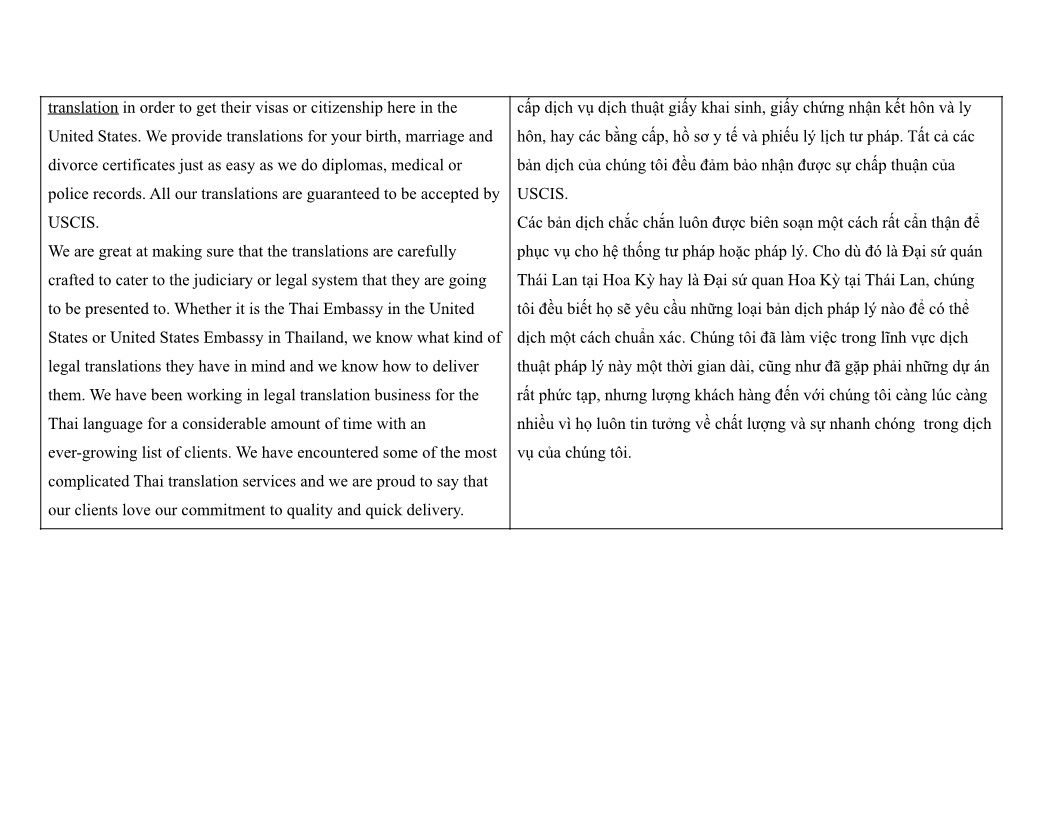 translation in order to get their visas or citizenship here in the
United States. We provide translations for your birth, marriage and
divorce certificates just as easy as we do diplomas, medical or
police records. All our translations are guaranteed to be accepted by
USCIS.
We are great at making sure that the translations are carefully
crafted to cater to the judiciary or legal system that they are going
to be presented to. Whether it is the Thai Embassy in the United
States or United States Embassy in Thailand, we know what kind of
legal translations they have in mind and we know how to deliver
them. We have been working in legal translation business for the
Thai language for a considerable amount of time with an
ever-growing list of clients. We have encountered some of the most
complicated Thai translation services and we are proud to say that
our clients love our commitment to quality and quick delivery.
cấp dịch vụ dịch thuật giấy khai sinh, giấy chứng nhận kết hôn và ly
hôn, hay các bằng cấp, hồ sơ y tế và phiếu lý lịch tư pháp. Tất cả các
bản dịch của chúng tôi đều đảm bảo nhận được sự chấp thuận của
USCIS.
Các bản dịch chắc chắn luôn được biên soạn một cách rất cẩn thận để
phục vụ cho hệ thống tư pháp hoặc pháp lý. Cho dù đó là Đại sứ quán
Thái Lan tại Hoa Kỳ hay là Đại sứ quan Hoa Kỳ tại Thái Lan, chúng
tôi đều biết họ sẽ yêu cầu những loại bản dịch pháp lý nào để có thể
dịch một cách chuẩn xác. Chúng tôi đã làm việc trong lĩnh vực dịch
thuật pháp lý này một thời gian dài, cũng như đã gặp phải những dự án
rất phức tạp, nhưng lượng khách hàng đến với chúng tôi càng lúc càng
nhiều vì họ luôn tin tưởng về chất lượng và sự nhanh chóng  trong dịch
vụ của chúng tôi.